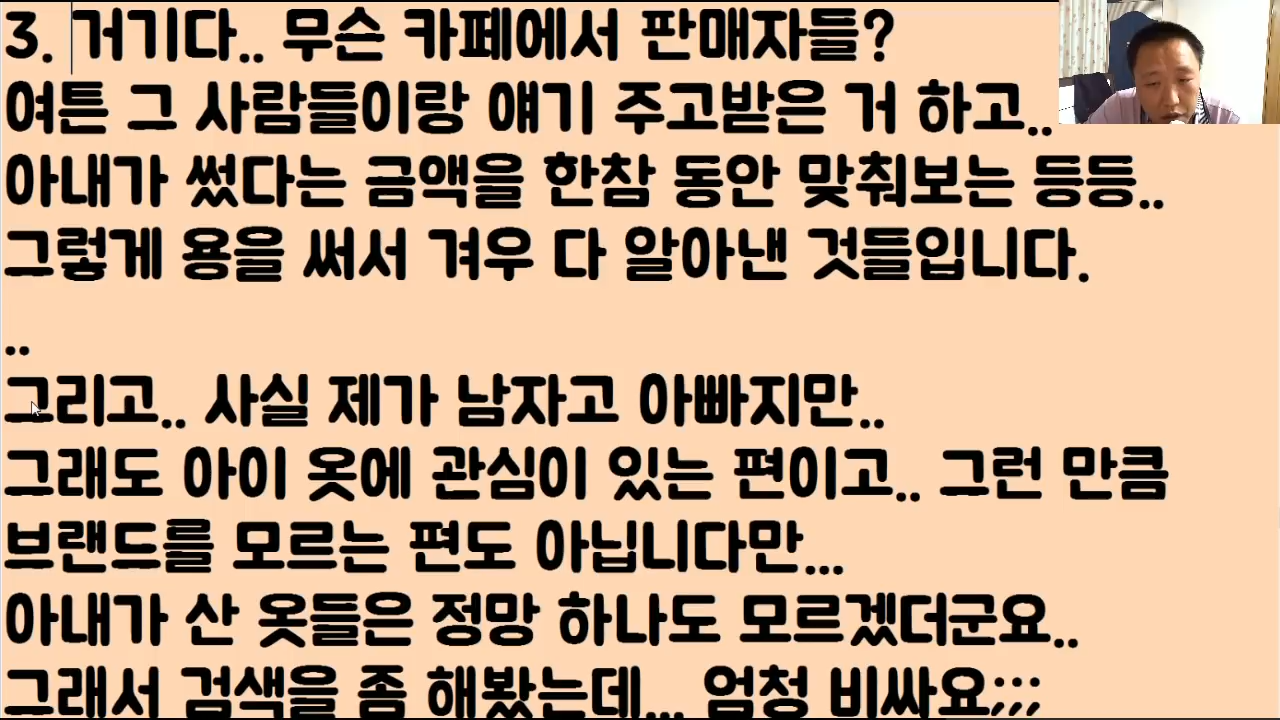 3. 거기다.. 무슨 카페에서 판매자들?
여튼 그 사람들이랑 얘기 주고받은 거 하고..
아내가 썼다는 금액을 한참 동안 맞춰보는 등등..
그렇게 용을 써서 겨우 다 알아낸 것들입니다.
..
그리고.. 사실 제가 남자고 아빠지만..
그래도 아이 옷에 관심이 있는 편이고.. 그런 만큼
브랜드를 모르는 편도 아닙니다만...
아내가 산 옷들은 정망 하나도 모르겠더군요..
그래서 검색을 좀 해봤는데... 엄청 비싸요;;;